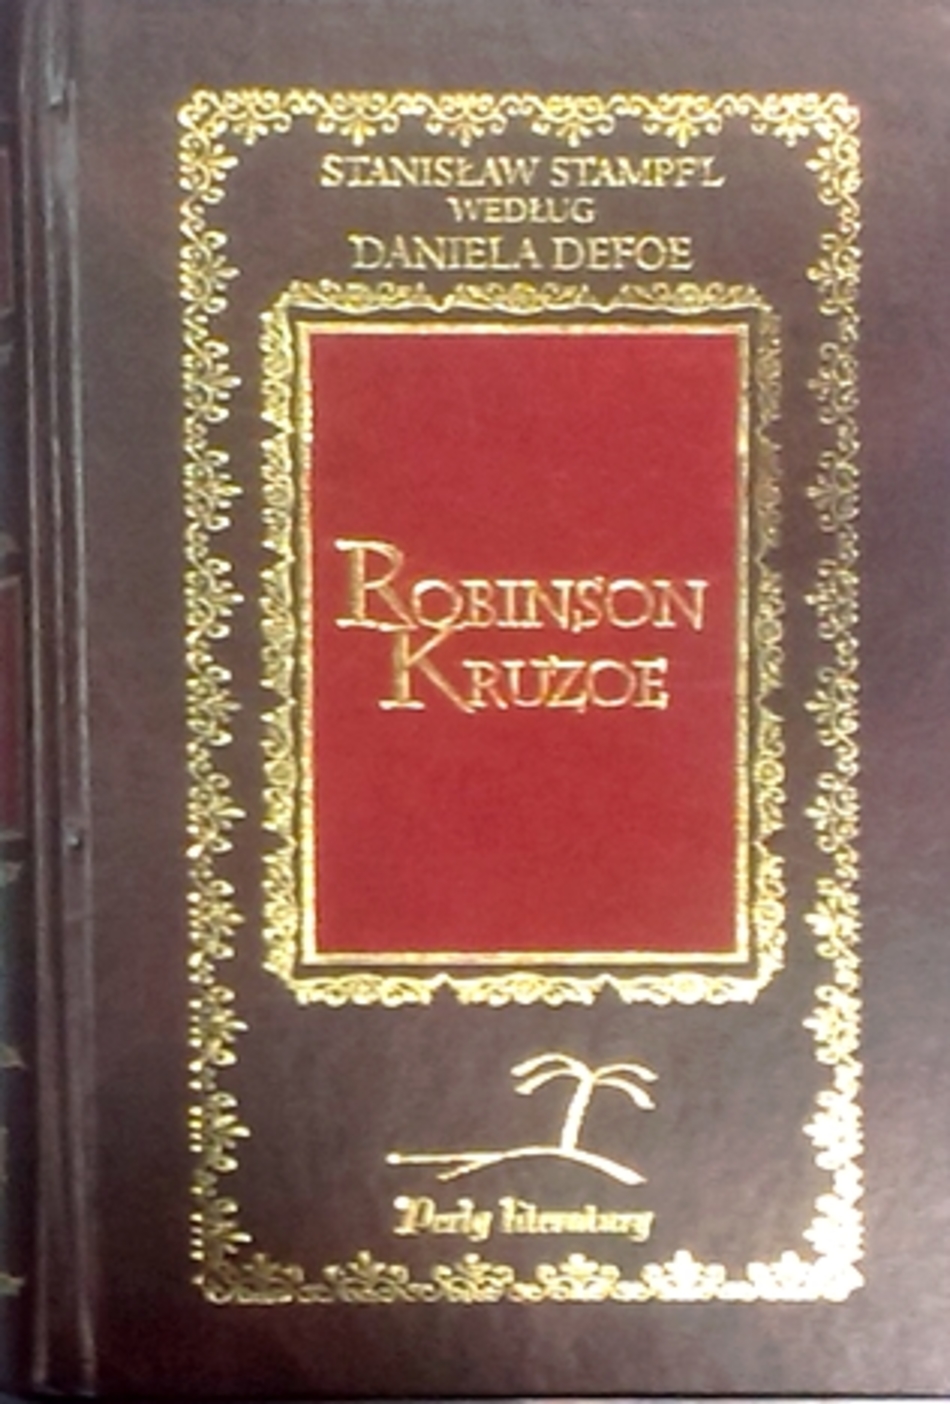 STANISŁAW STAMPFL
WEDŁUG
DANIELA DEFOE
ROBINSON
KRUZOE
Perły literatury